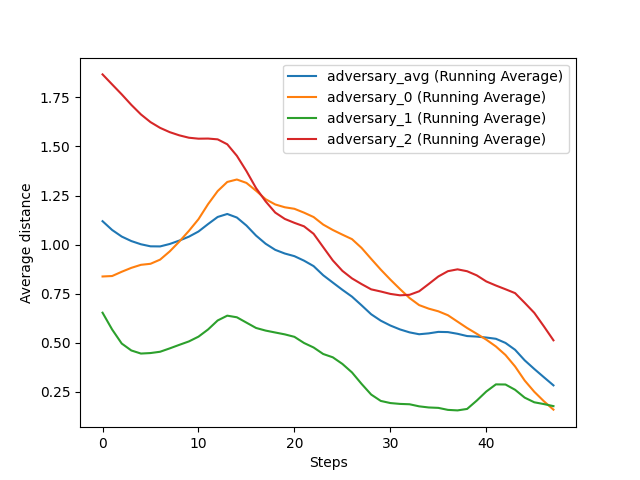 adversary_avg (Running Average)
adversary_0 (Running Average)
adversary_1 (Running Average)
adversary_2 (Running Average)
Average distance
1.75
1.50
1.25
1.00
0.75
0.50
0.25
0
10
20
30
40
Steps